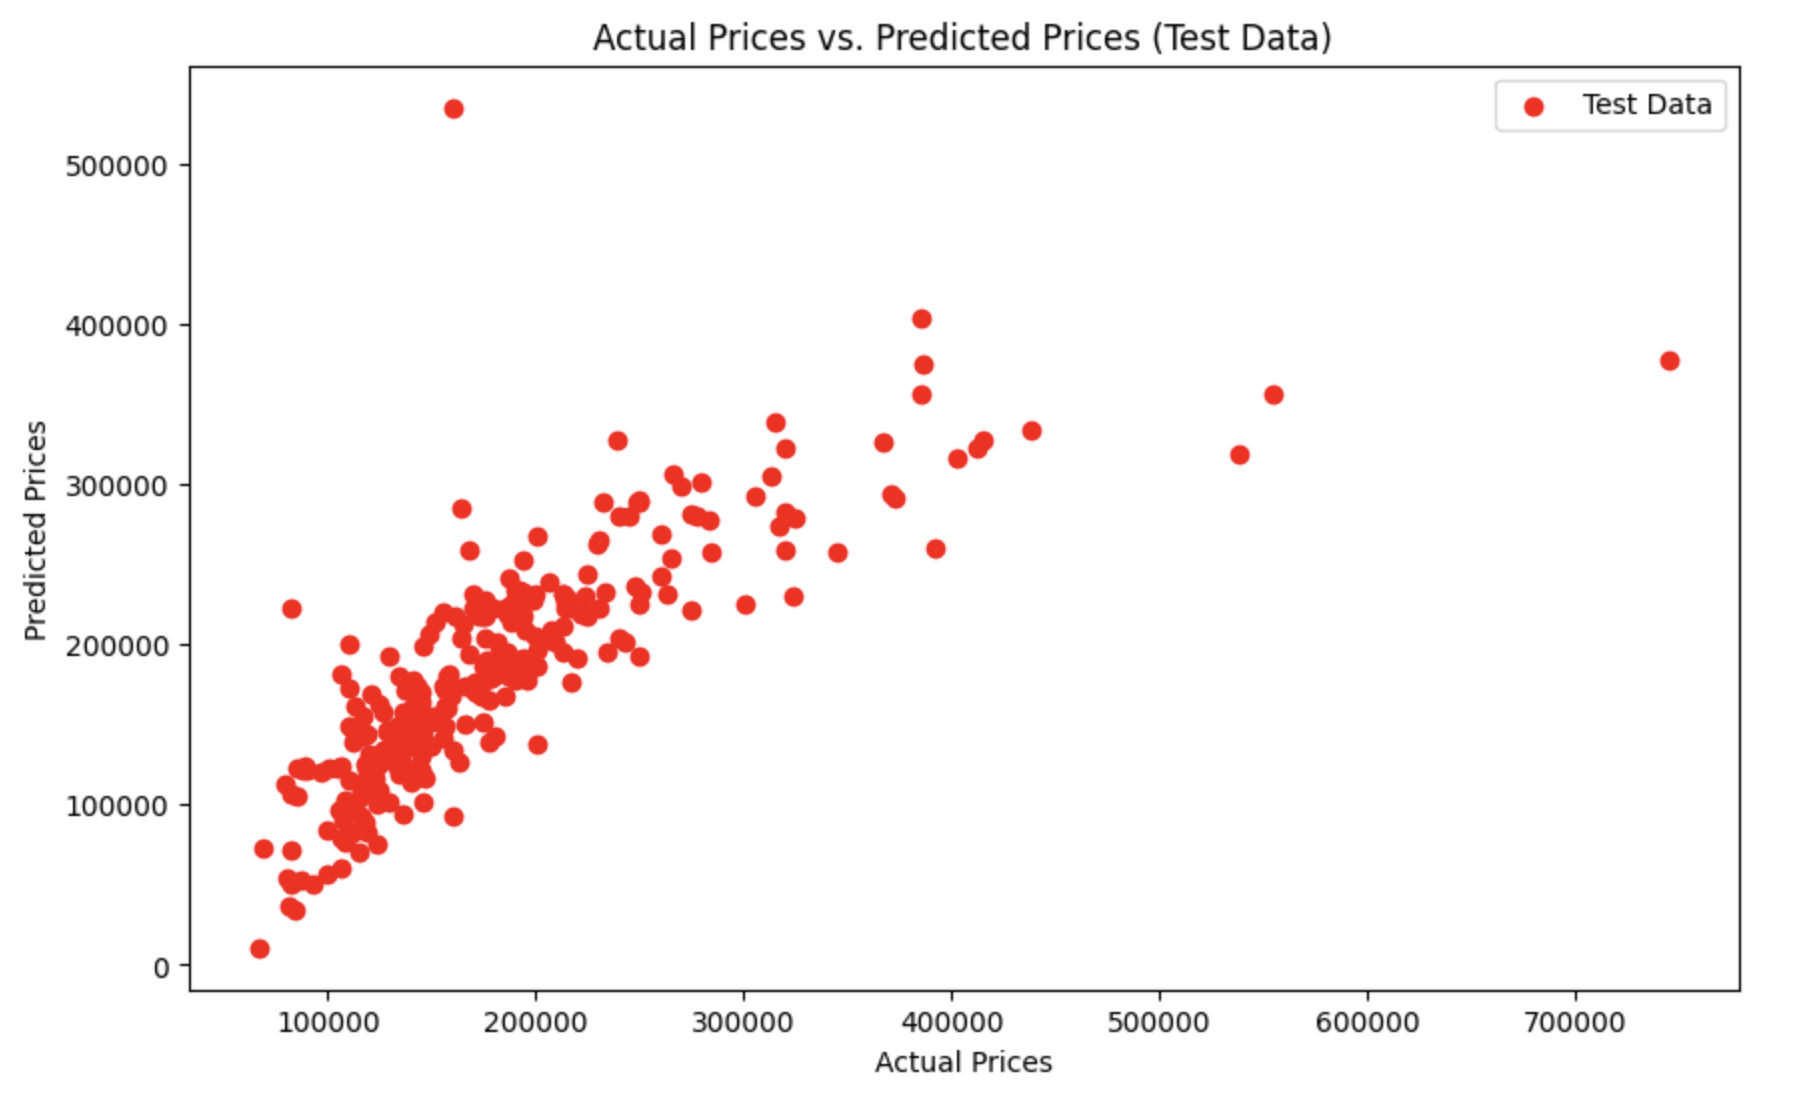 Actual Prices vs. Predicted Prices (Test Data)
Test Data
500000
400000
300000
200000
100000
0
Predicted Prices
100000 200000 300000 400000 500000 600000 700000
Actual Prices